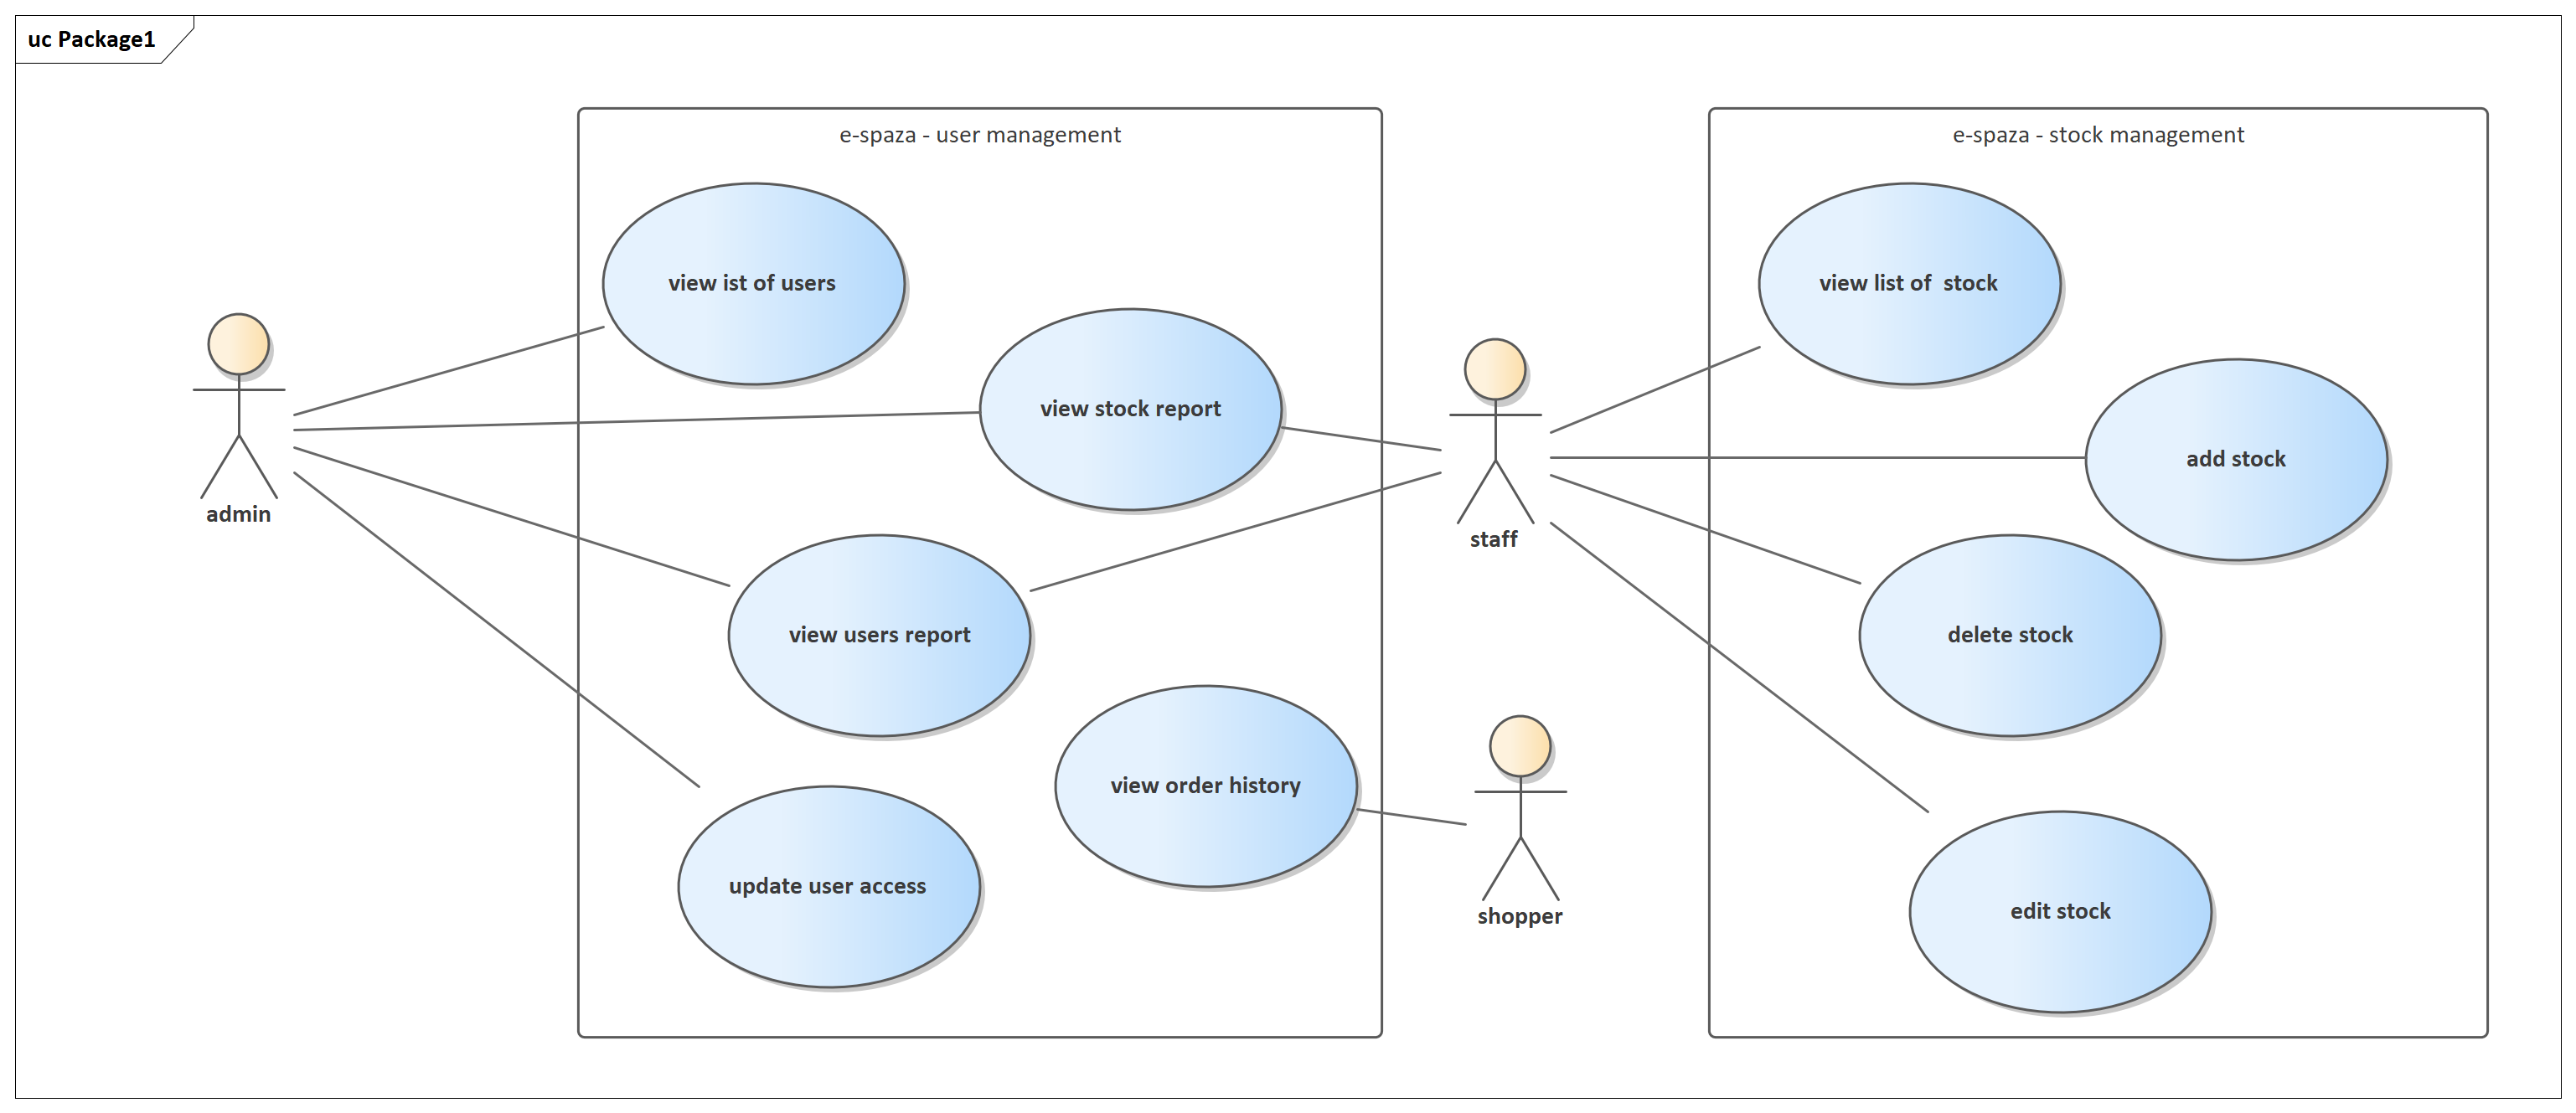 uc Package1
e-spaza - user management
view ist of users
view stock report
view users report
view order history
update user access
admin
staff
shopper
e-spaza - stock management
view list of  stock
add stock
delete stock
edit stock